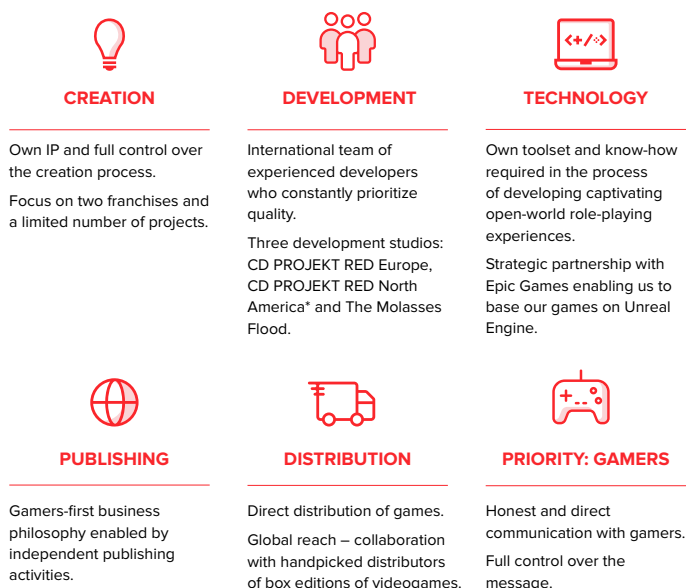 CREATION
Own IP and full control over
the creation process.
Focus on two franchises and
a limited number of projects.
DEVELOPMENT
International team of
experienced developers
who constantly prioritize
quality.
Three development studios:
CD PROJEKT RED Europe,
CD PROJEKT RED North
America* and The Molasses
Flood.
TECHNOLOGY
Own toolset and know-how
required in the process
of developing captivating
open-world role-playing
experiences.
Strategic partnership with
Epic Games enabling us to
base our games on Unreal
Engine.
PUBLISHING
Gamers-first business
philosophy enabled by
independent publishing
activities.
DISTRIBUTION
Direct distribution of games.
Global reach – collaboration
with handpicked distributors
of box editions of videogames.
PRIORITY: GAMERS
Honest and direct
communication with gamers.
Full control over the
message.